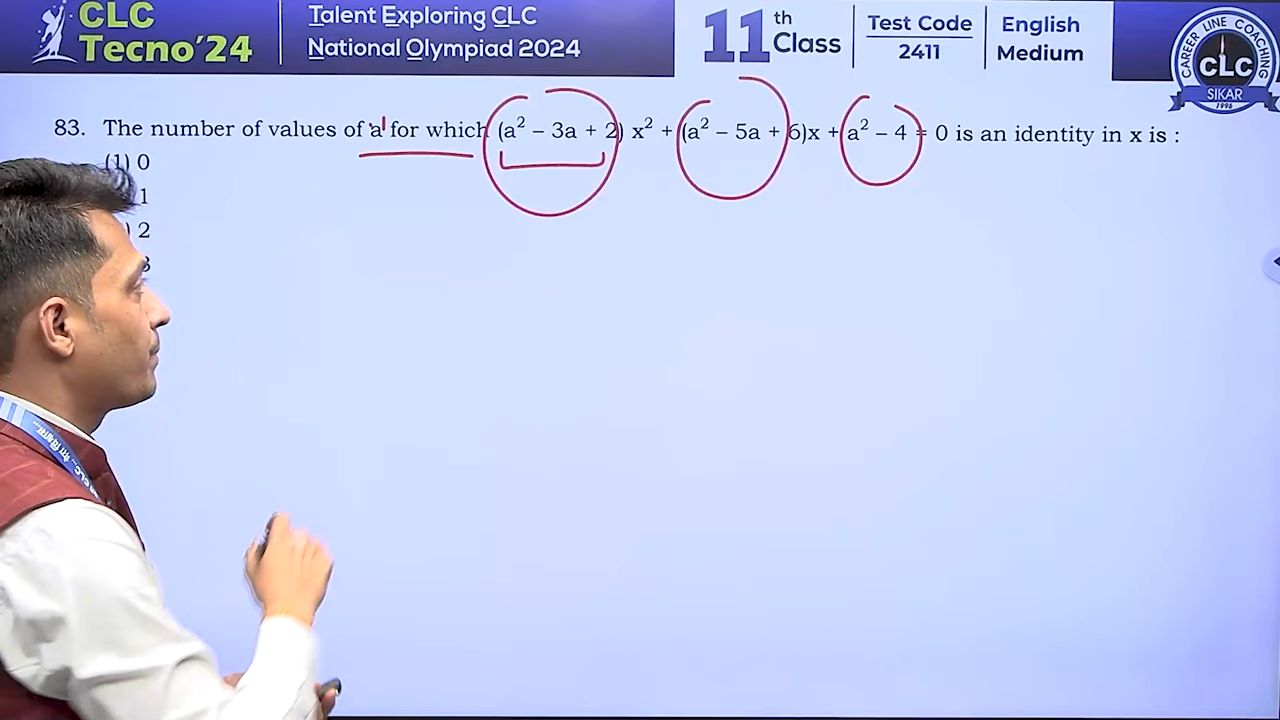 CLC
Tecno'24
Talent Exploring CLC
National Olympiad 2024
11th Class
Test Code
2411
English
Medium
CAREER LINE COACHING
CLC
SIKAR
1996
83. The number of values of 'a' for which (a² – 3a + 2) x² + (a² – 5a + 6)x + a² – 4 = 0 is an identity in x is :
(1) 0
1
) 2
3